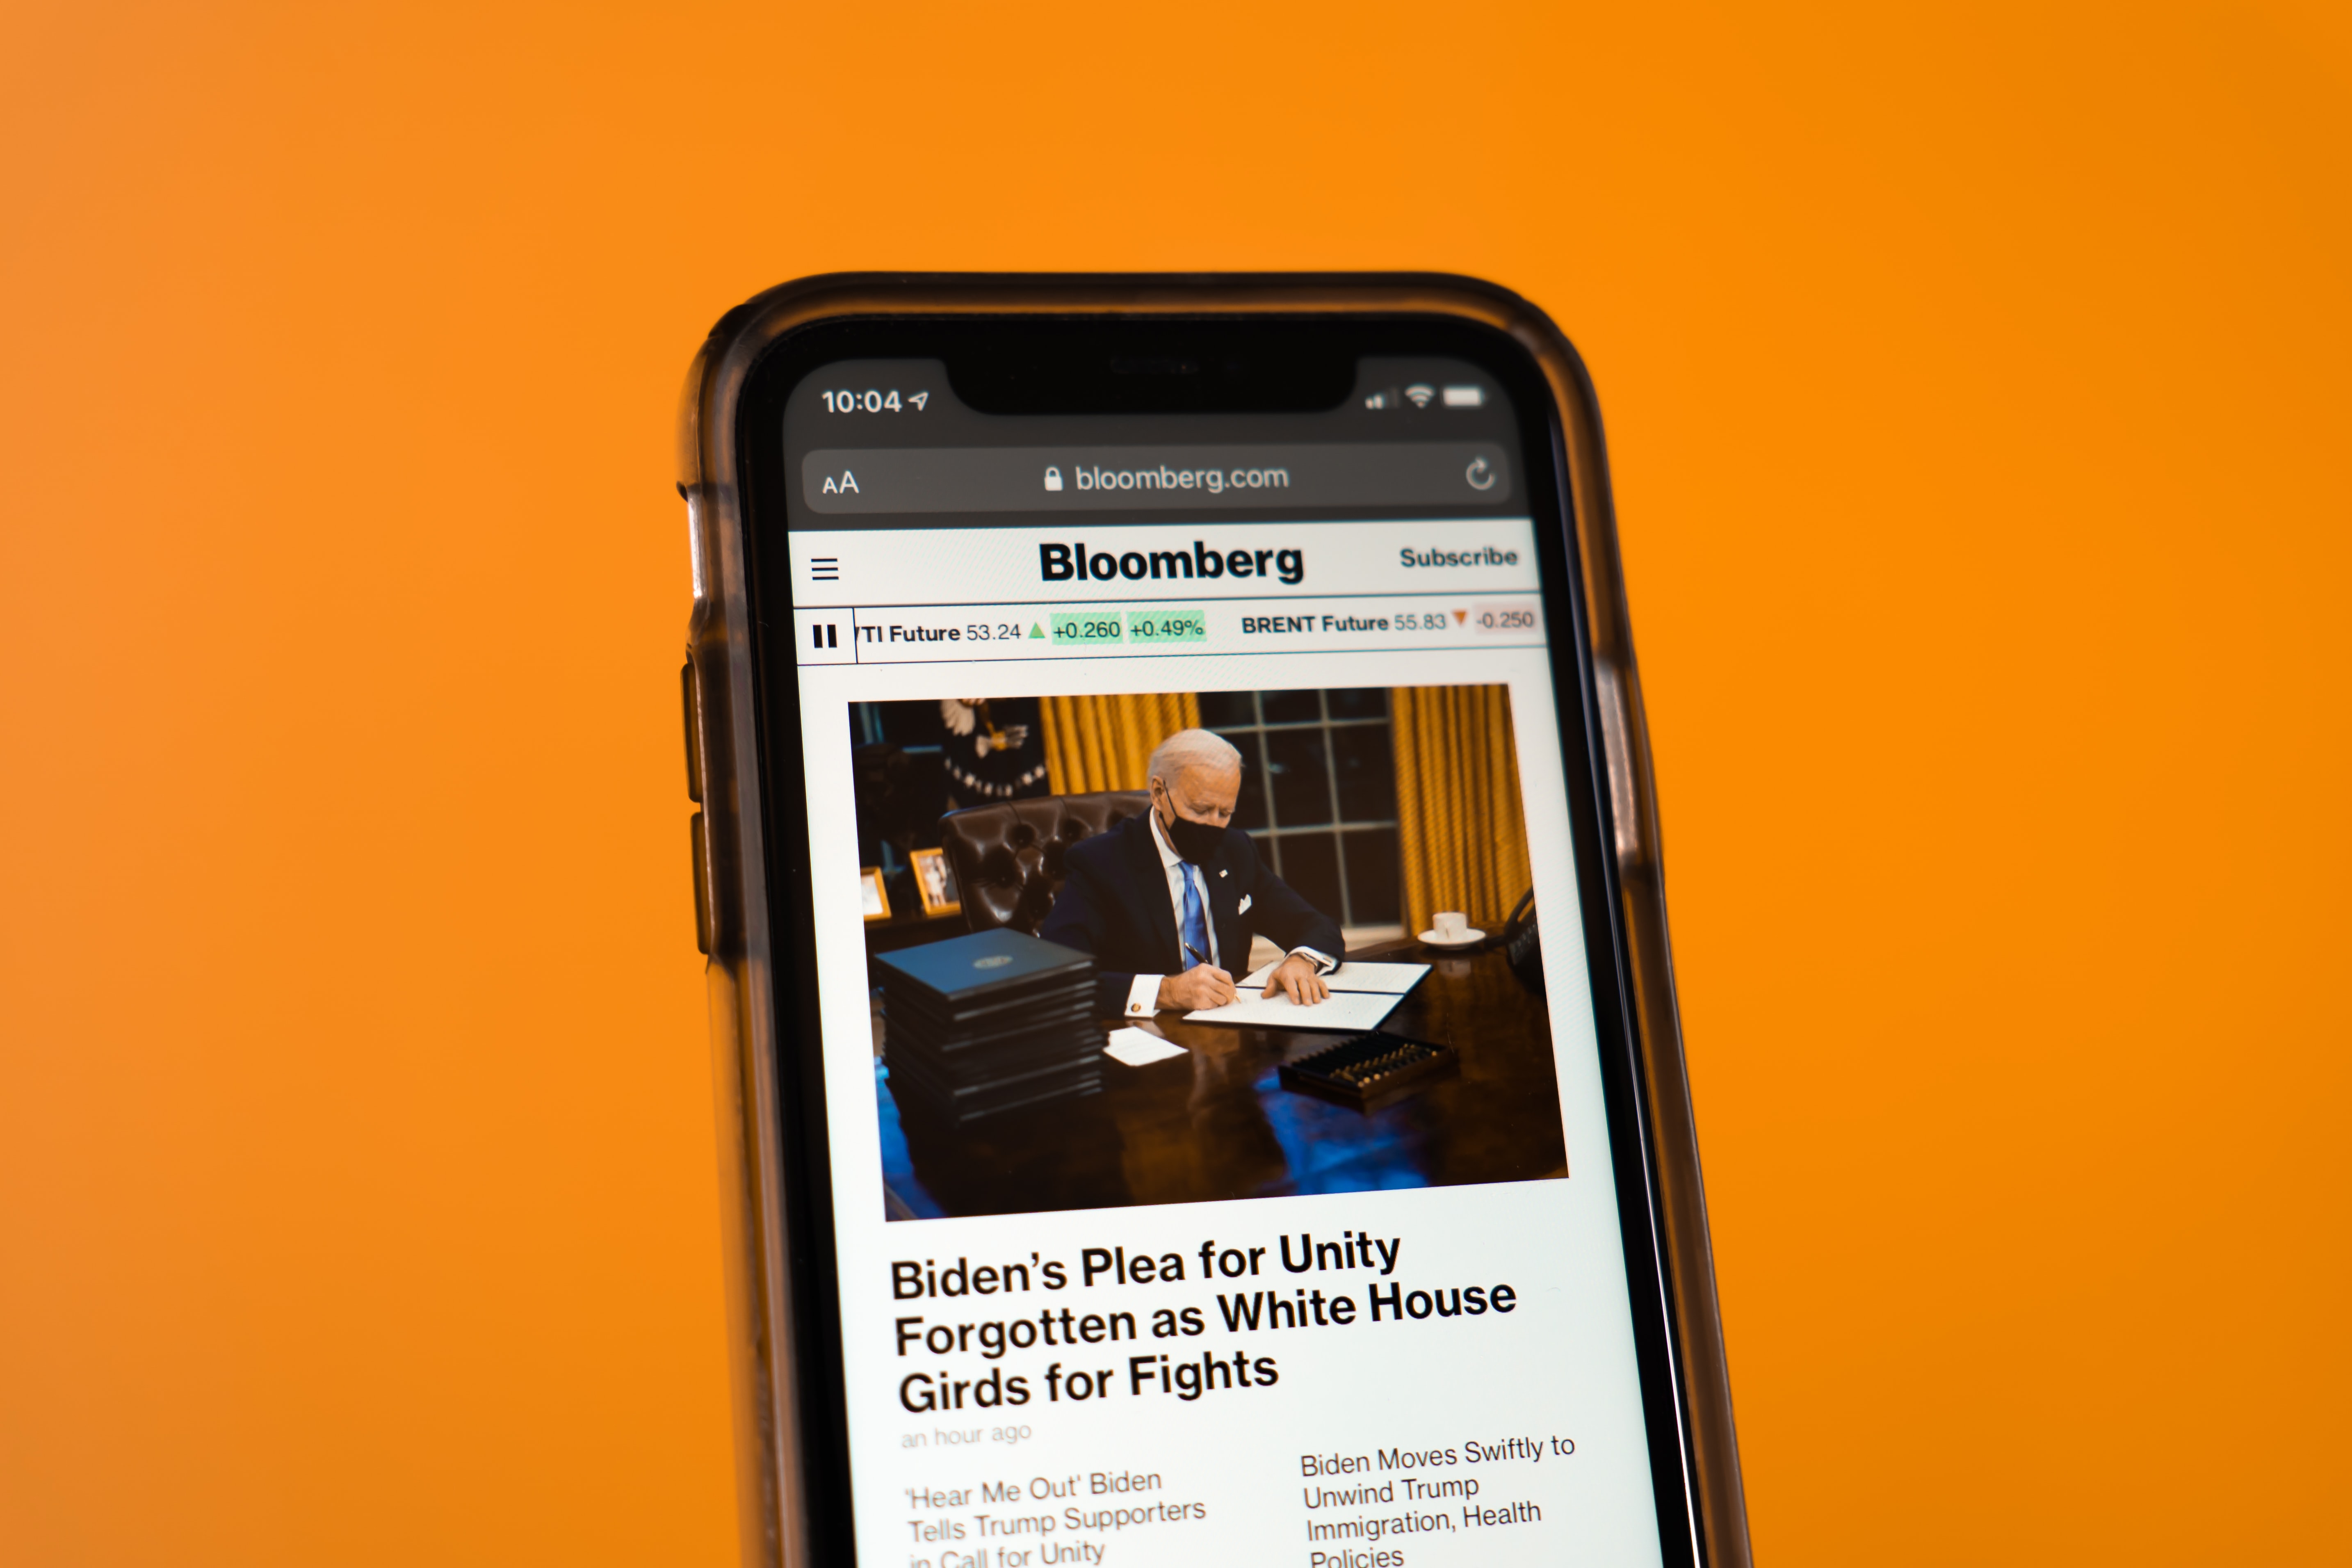 10:04
AA bloomberg.com
Bloomberg Subscribe
TI Future 53.24 +0.260 +0.49% BRENT Future 55.83 -0.250
Biden's Plea for Unity
Forgotten as White House
Girds for Fights
an hour ago
'Hear Me Out' Biden
Tells Trump Supporters
in Call for Unity
Biden Moves Swiftly to
Unwind Trump
Immigration, Health
Policies